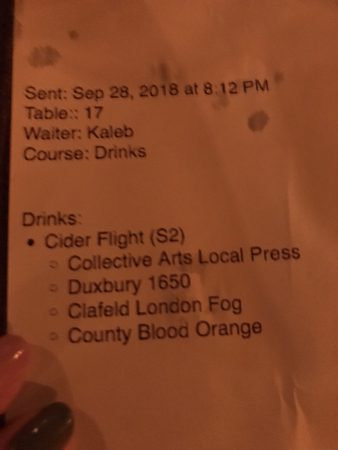 Sent: Sep 28, 2018 at 8:12 PM
Table:: 17
Waiter: Kaleb
Course: Drinks
Drinks:
• Cider Flight (S2)
○ Collective Arts Local Press
○ Duxbury 1650
○ Clafeld London Fog
○ County Blood Orange